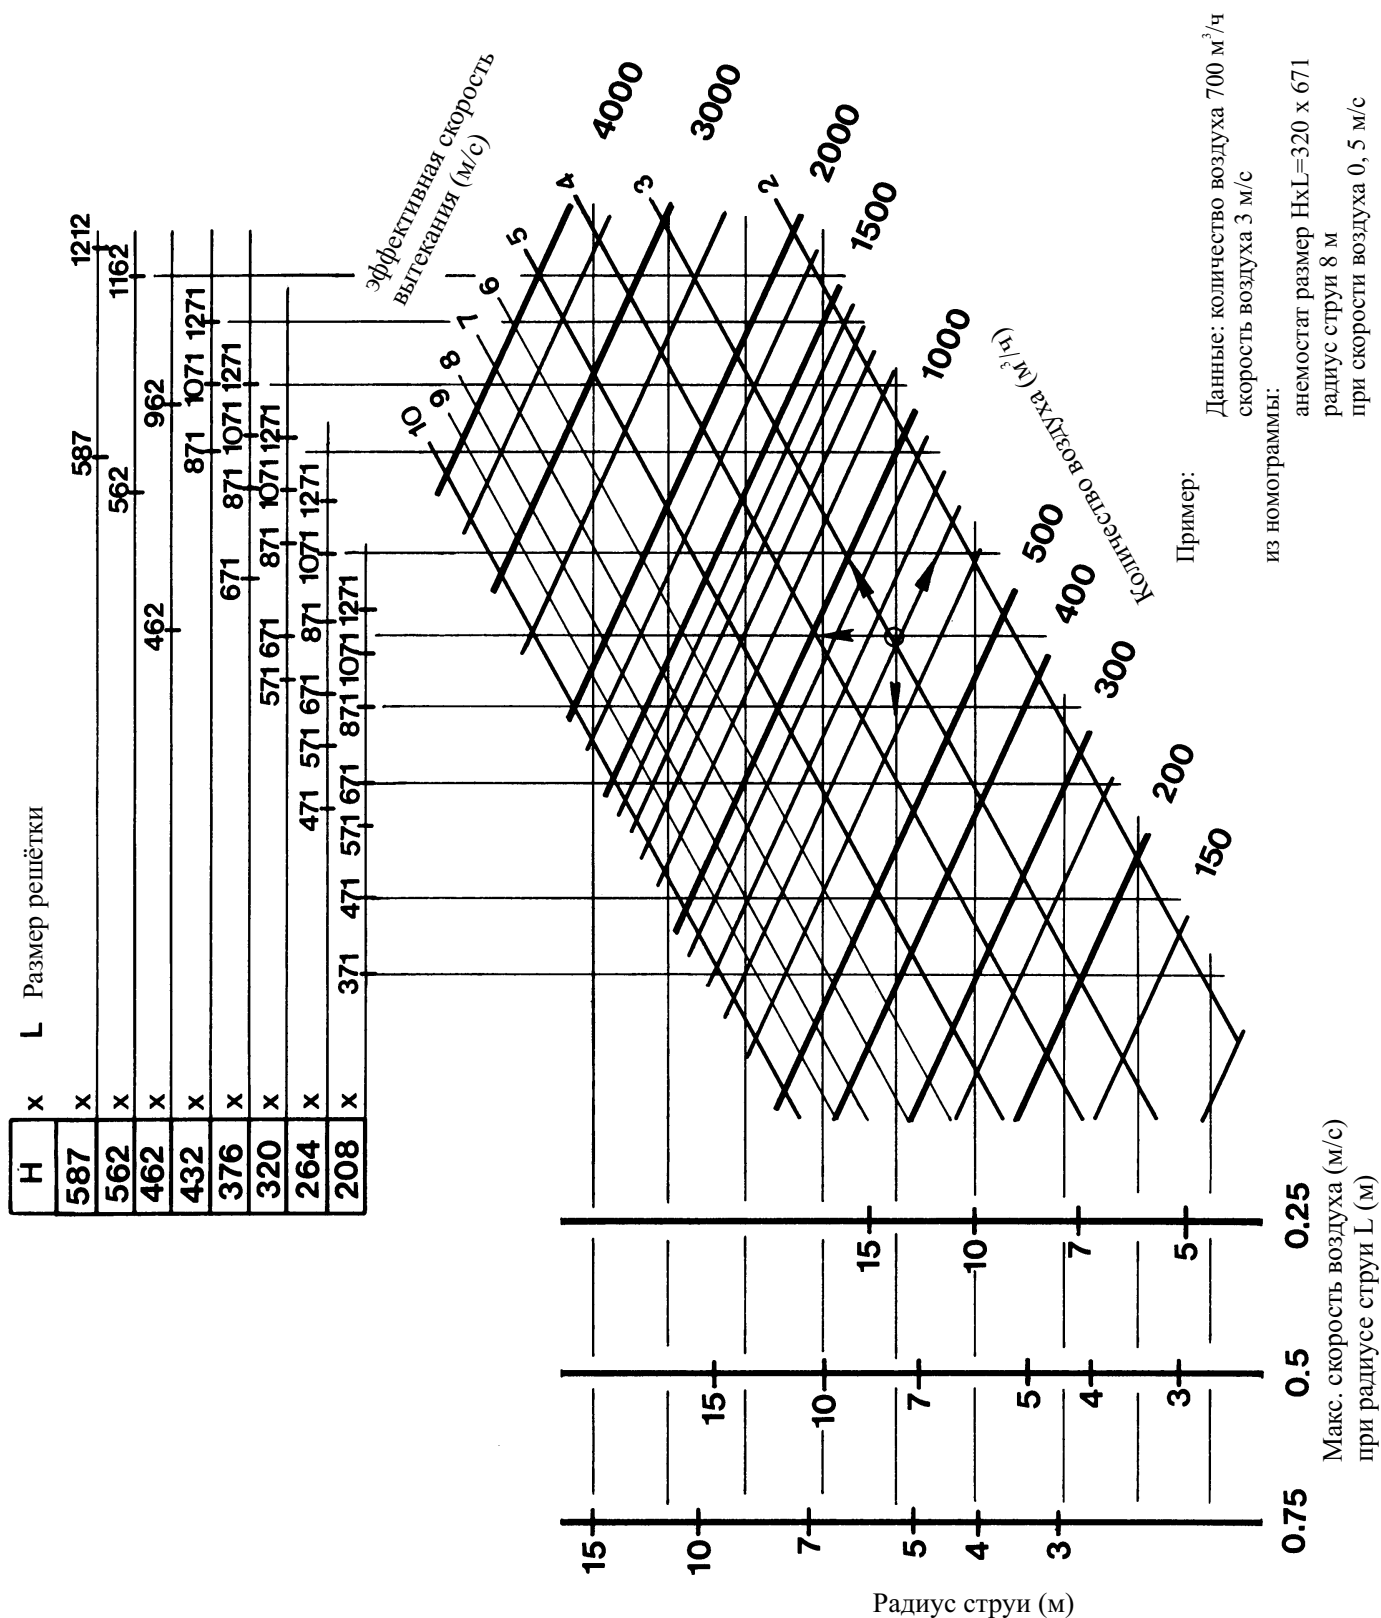 H x L Размер решётки
587 x 587 1212
562 x 562 1162
462 x 462 962
432 x 871 1071 1271
376 x 671 871 1071 1271
320 x 571 671 871 1071 1271
264 x 471 571 671 871 1071 1271
208 x 371 471 571 671 871 1071 1271
эффективная скорость
вытекания (м/с)
10 9 8 7 6 5 4 3 2
4000
3000
2000
1500
1000
500
400
300
200
150
Количество воздуха (м³/ч)
Радиус струи (м)
15 10 7 5 4 3 0.75
15 10 7 5 4 3 0.5
15 10 7 5 0.25
Макс. скорость воздуха (м/с)
при радиусе струи L (м)
Пример:
Данные: количество воздуха 700 м³/ч
скорость воздуха 3 м/с
из номограммы:
анемостат размер HxL=320 x 671
радиус струи 8 м
при скорости воздуха 0, 5 м/с